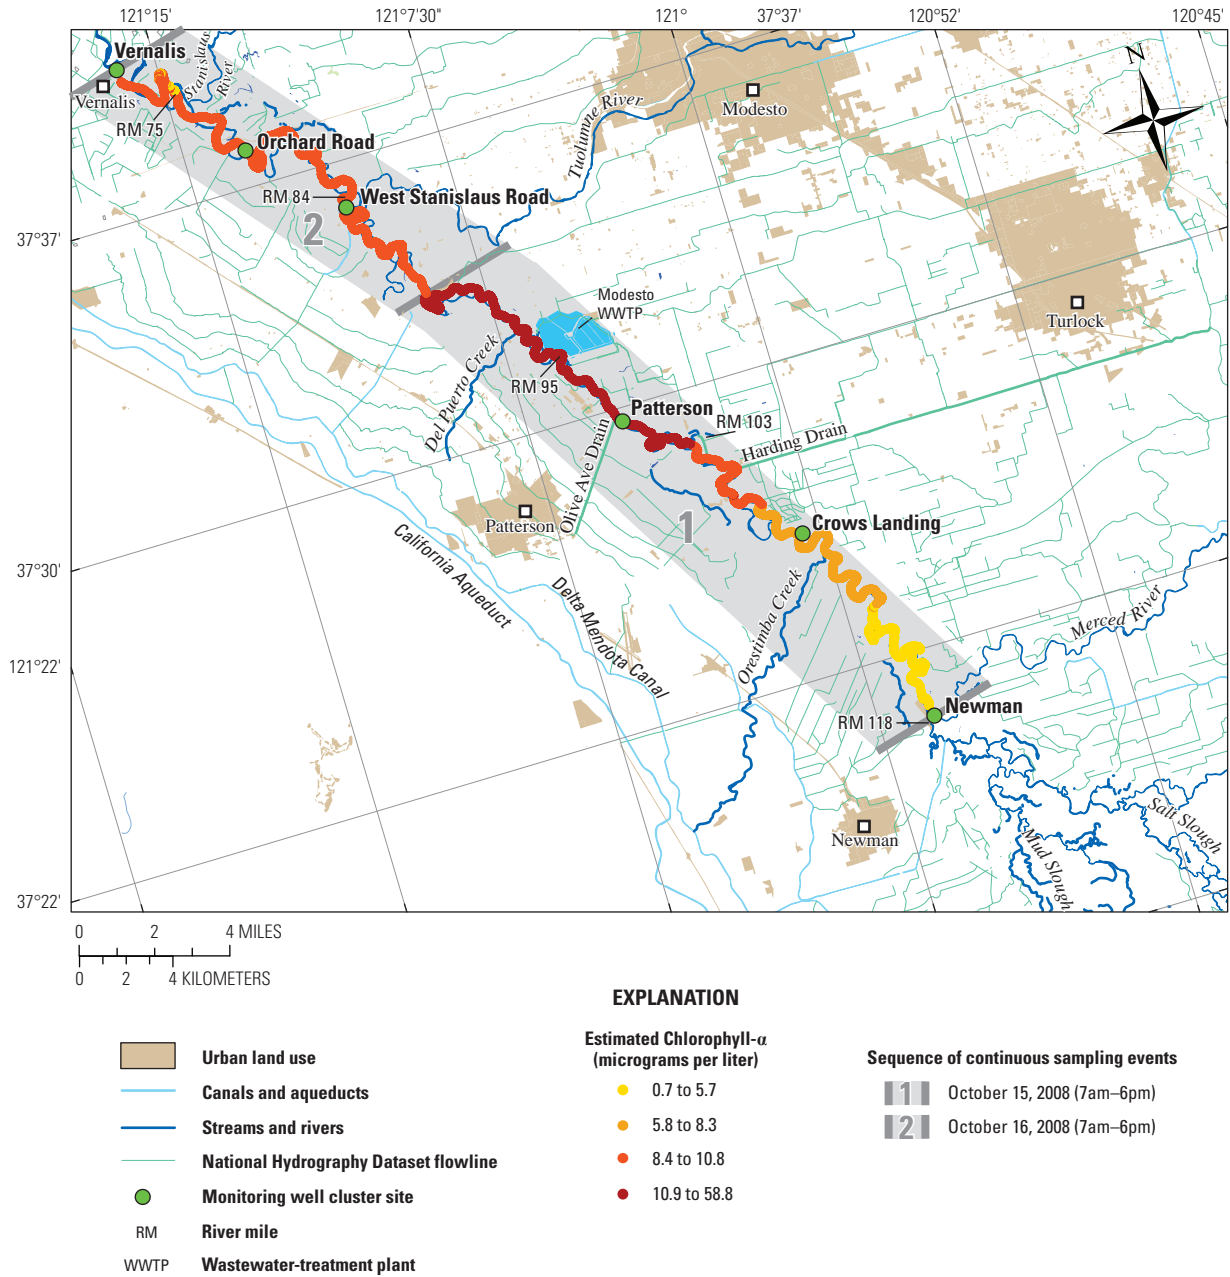 121°15'
121°7'30"
121°
37°37'
120°52'
120°45'
Vernalis
Vernalis
Stanislaus
River
RM 75
Orchard Road
RM 84
West Stanislaus Road
2
Tuolumne River
Modesto
N
37°37'
Turlock
Modesto
WWTP
Del Puerto Creek
RM 95
Patterson
RM 103
Harding Drain
Olive Ave Drain
Patterson
1
Crows Landing
California Aqueduct
37°30'
Delta Mendota Canal
Orestimba Creek
Merced River
121°22'
Newman
RM 118
Newman
Salt Slough
Mud Slough
37°22'
0 2 4 MILES
0 2 4 KILOMETERS
EXPLANATION
Urban land use
Canals and aqueducts
Streams and rivers
National Hydrography Dataset flowline
Monitoring well cluster site
RM River mile
WWTP Wastewater-treatment plant
Estimated Chlorophyll-α
(micrograms per liter)
0.7 to 5.7
5.8 to 8.3
8.4 to 10.8
10.9 to 58.8
Sequence of continuous sampling events
1 October 15, 2008 (7am–6pm)
2 October 16, 2008 (7am–6pm)